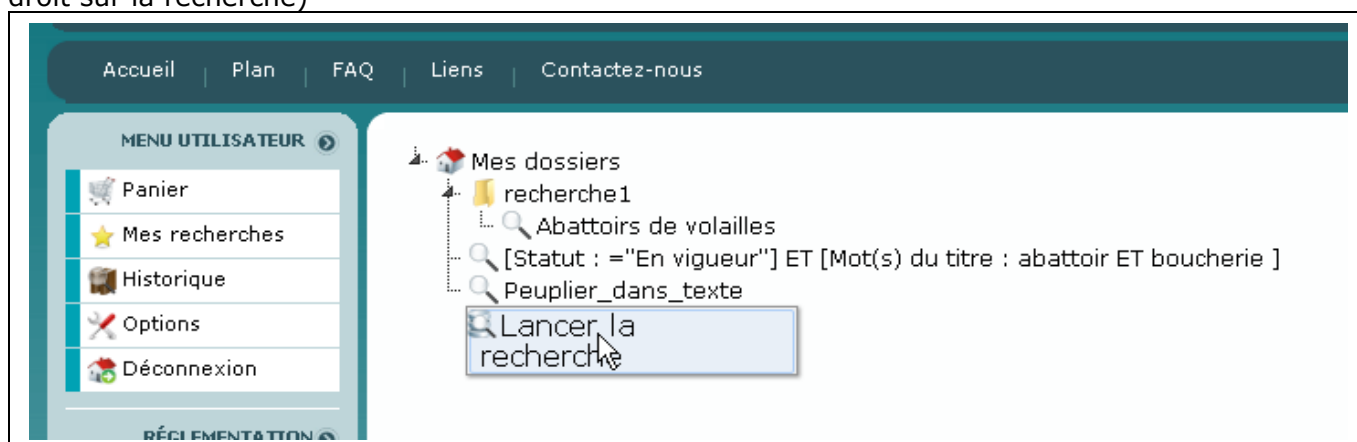 droit sur la recherche)
Accueil | Plan | FAQ | Liens | Contactez-nous
MENU UTILISATEUR
Panier
Mes recherches
Historique
Options
Déconnexion
RÉGLEMENTATION
Mes dossiers
recherche1
Abattoirs de volailles
[Statut : ="En vigueur"] ET [Mot(s) du titre : abattoir ET boucherie ]
Peuplier_dans_texte
Lancer la
recherche